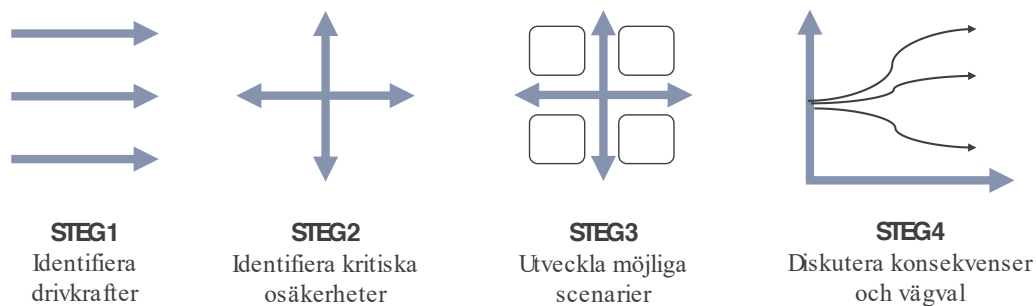 STEG1
Identifiera
drivkrafter
STEG2
Identifiera kritiska
osäkerheter
STEG3
Utveckla möjliga
scenarier
STEG4
Diskutera konsekvenser
och vägval